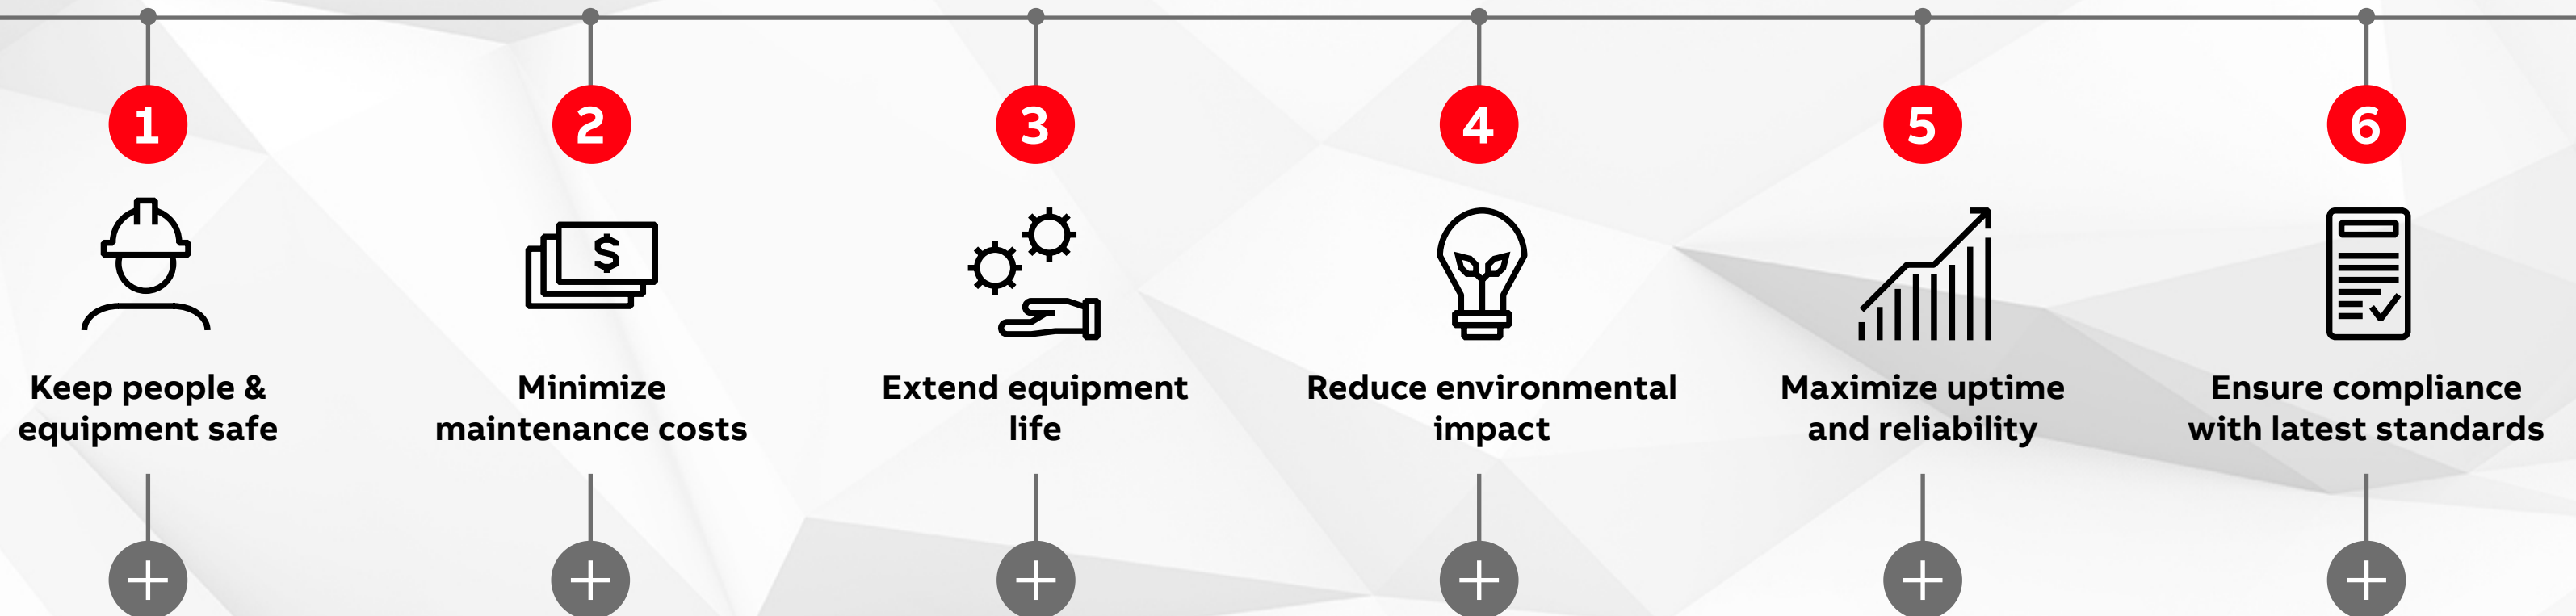 1
2
3
4
5
6
$
Keep people &
equipment safe
Minimize
maintenance costs
Extend equipment
life
Reduce environmental
impact
Maximize uptime
and reliability
Ensure compliance
with latest standards